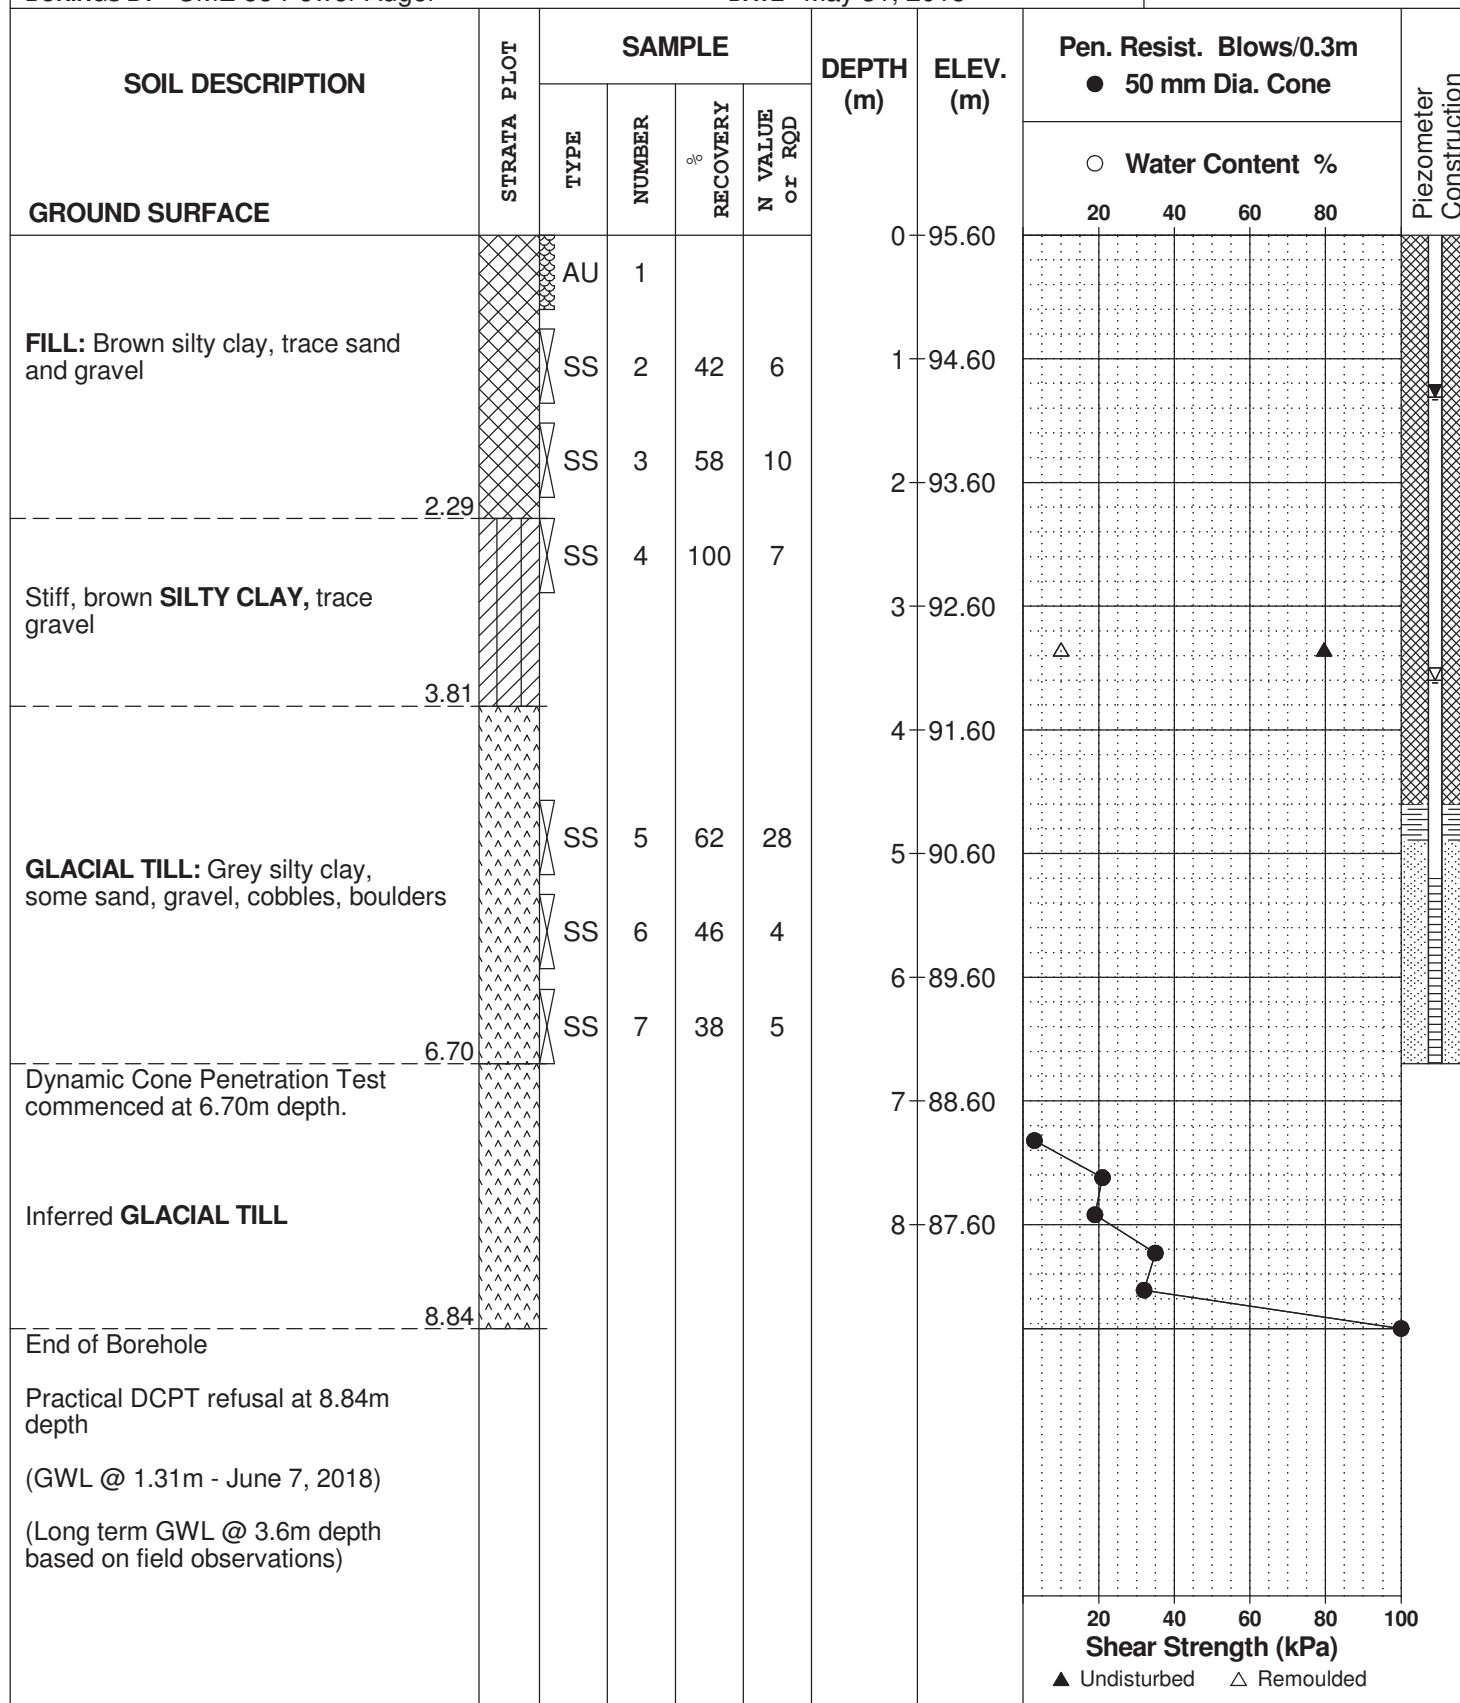 SOIL DESCRIPTION
GROUND SURFACE
STRATA PLOT
SAMPLE
TYPE
NUMBER
% RECOVERY
N VALUE or RQD
DEPTH (m)
ELEV. (m)
Pen. Resist. Blows/0.3m
● 50 mm Dia. Cone
○ Water Content %
20 40 60 80
Piezometer Construction
0 95.60
AU 1
FILL: Brown silty clay, trace sand
and gravel
SS 2 42 6
1 94.60
SS 3 58 10
2 93.60
2.29
SS 4 100 7
Stiff, brown SILTY CLAY, trace
gravel
3 92.60
3.81
4 91.60
SS 5 62 28
5 90.60
GLACIAL TILL: Grey silty clay,
some sand, gravel, cobbles, boulders
SS 6 46 4
6 89.60
SS 7 38 5
6.70
Dynamic Cone Penetration Test
commenced at 6.70m depth.
7 88.60
Inferred GLACIAL TILL
8 87.60
8.84
End of Borehole
Practical DCPT refusal at 8.84m
depth
(GWL @ 1.31m - June 7, 2018)
(Long term GWL @ 3.6m depth
based on field observations)
20 40 60 80 100
Shear Strength (kPa)
▲ Undisturbed △ Remoulded